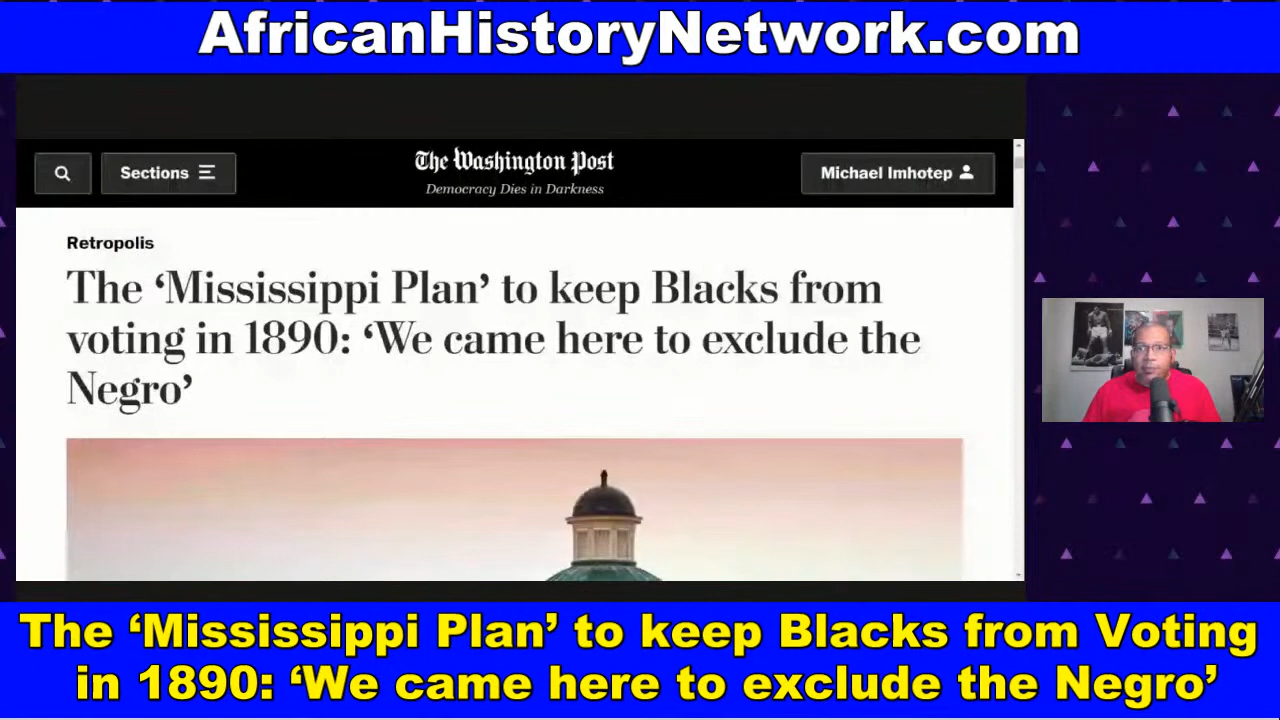 AfricanHistoryNetwork.com
Sections
The Washington Post
Democracy Dies in Darkness
Michael Imhotep
Retropolis
The ‘Mississippi Plan’ to keep Blacks from
voting in 1890: ‘We came here to exclude the
Negro’
The ‘Mississippi Plan’ to keep Blacks from Voting
in 1890: ‘We came here to exclude the Negro’